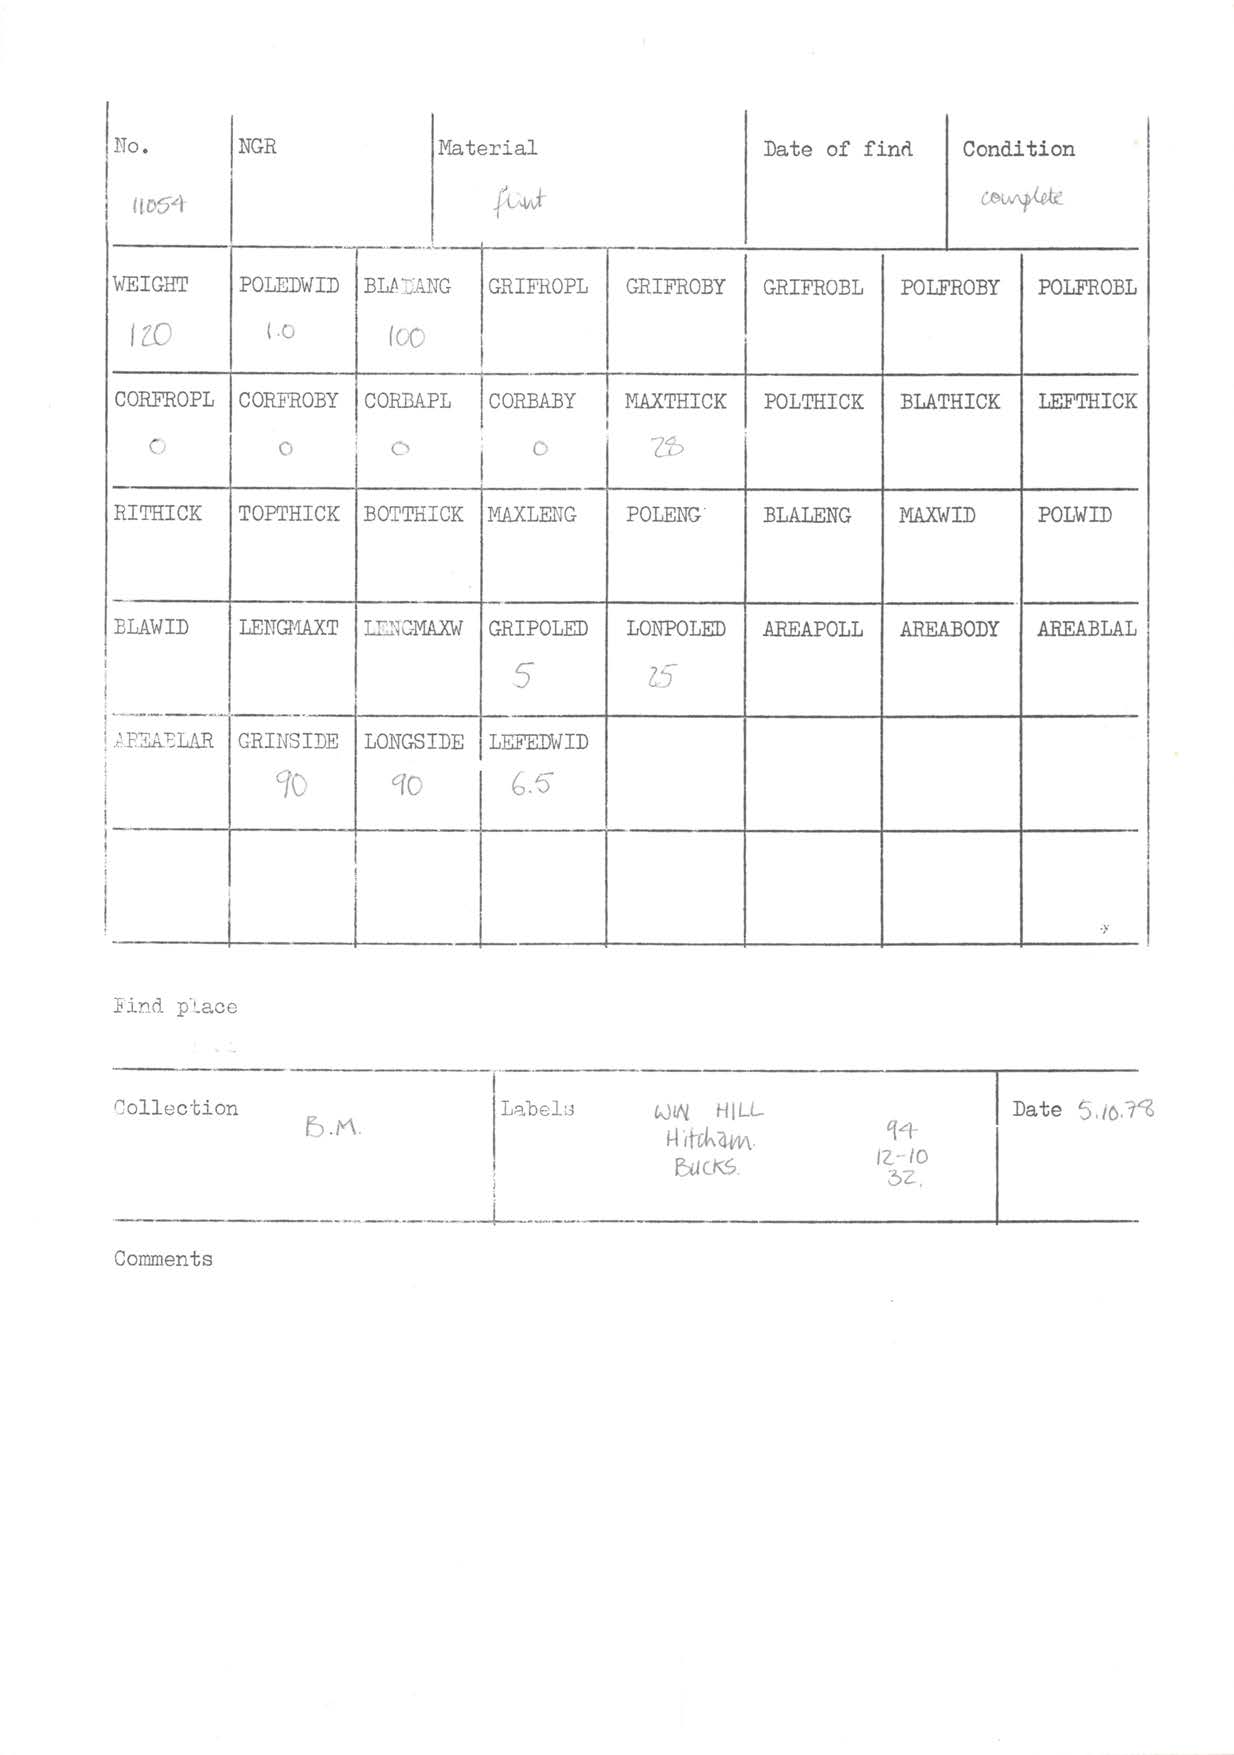 No. NGR Material Date of find Condition
11054 flint complete
WEIGHT POLEDWID BLADANG GRIFROPL GRIFROBY GRIFROBL POLFROBY POLFROBL
120 1.0 100
CORFROPL CORFROBY CORBAPL CORBABY MAXTHICK POLTHICK BLATHICK LEFTHICK
0 0 0 0 28
RITHICK TOPTHICK BOTTHICK MAXLENG POLENG BLALENG MAXWID POLWID
BLAWID LENGMAXT LENGMAXW GRIPOLED LONPOLED AREAPOLL AREABODY AREABLAL
5 25
AREABLAR GRINSIDE LONGSIDE LEFEDWID
90 90 6.5
Find place
Collection Labels WIN HILL Date 5.10.78
B.M. Hitcham. 94
BUCKS. 12-10
32.
Comments